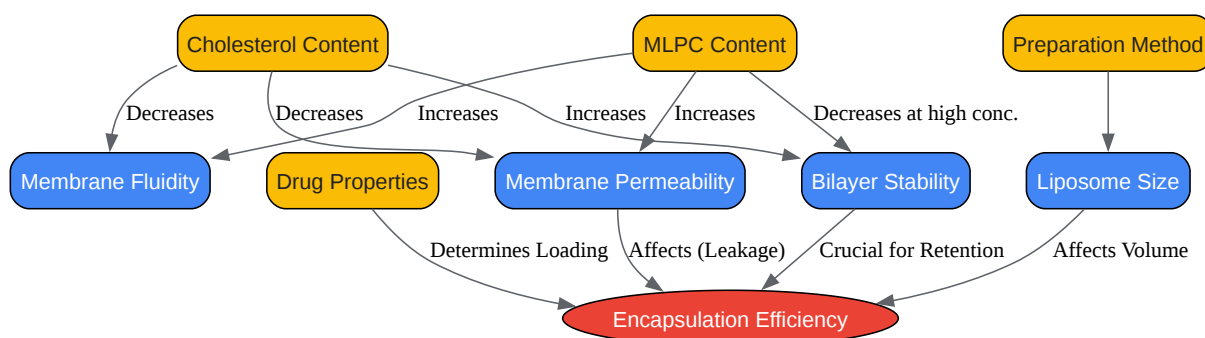 Cholesterol Content
MLPC Content
Preparation Method
Decreases
Decreases
Increases
Increases
Increases
Decreases at high conc.
Membrane Fluidity
Drug Properties
Membrane Permeability
Bilayer Stability
Liposome Size
Determines Loading
Affects (Leakage)
Crucial for Retention
Affects Volume
Encapsulation Efficiency